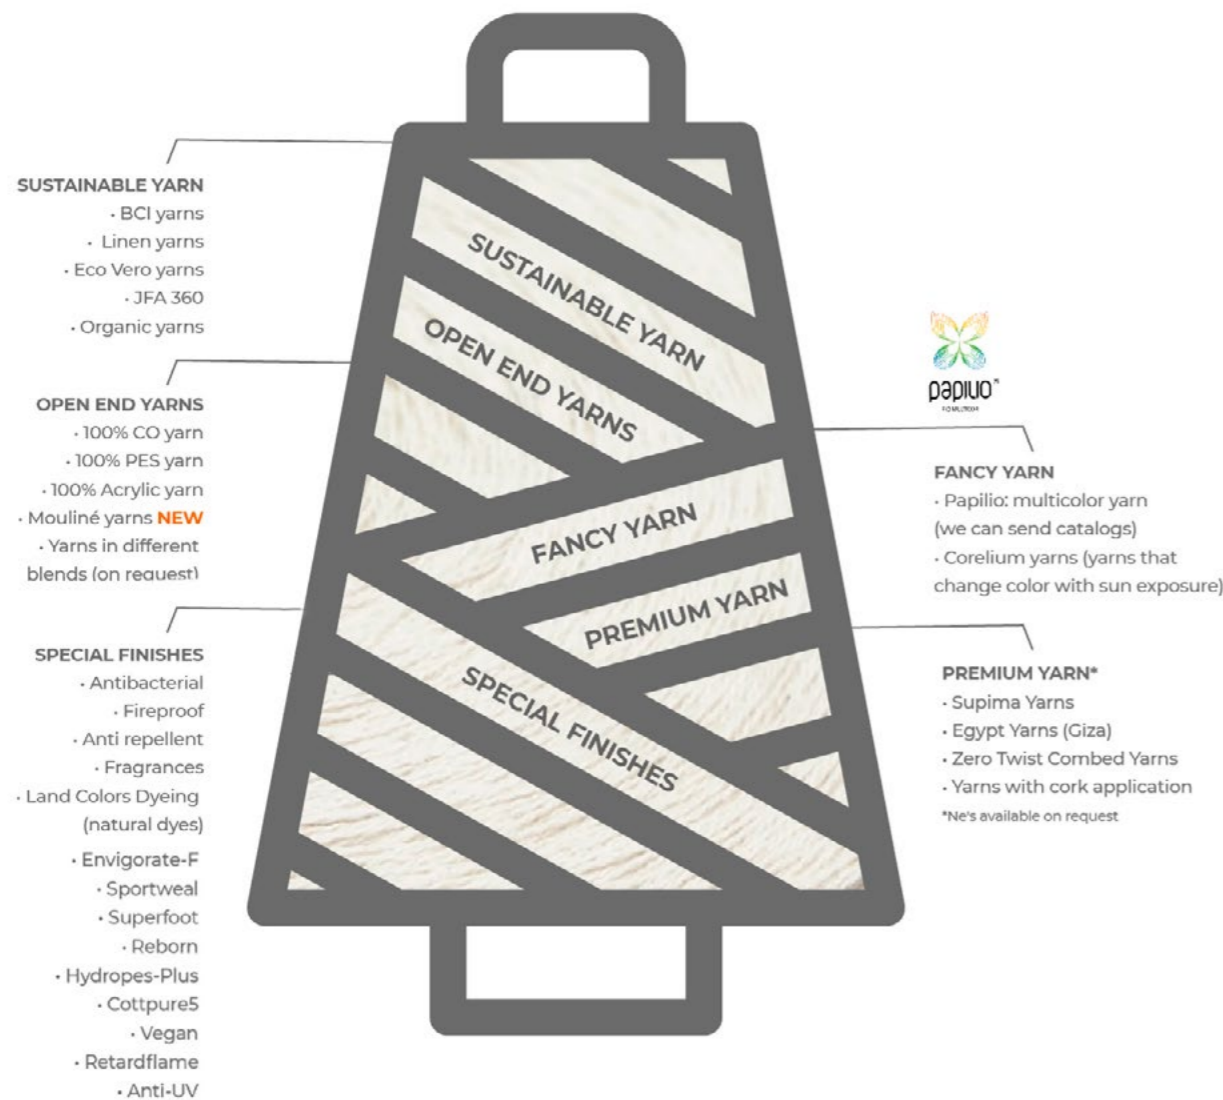 SUSTAINABLE YARN
· BCI yarns
· Linen yarns
· Eco Vero yarns
· JFA 360
· Organic yarns
OPEN END YARNS
· 100% CO yarn
· 100% PES yarn
· 100% Acrylic yarn
· Mouliné yarns NEW
· Yarns in different
blends (on request)
SPECIAL FINISHES
· Antibacterial
· Fireproof
· Anti repellent
· Fragrances
· Land Colors Dyeing
(natural dyes)
· Envigorate-F
· Sportweal
· Superfoot
· Reborn
· Hydropes-Plus
· Cottpure5
· Vegan
· Retardflame
· Anti-UV
SUSTAINABLE YARN
OPEN END YARNS
FANCY YARN
PREMIUM YARN
SPECIAL FINISHES
papilio
FANCY YARN
· Papilio: multicolor yarn
(we can send catalogs)
· Corelium yarns (yarns that
change color with sun exposure)
PREMIUM YARN*
· Supima Yarns
· Egypt Yarns (Giza)
· Zero Twist Combed Yarns
· Yarns with cork application
*Ne's available on request